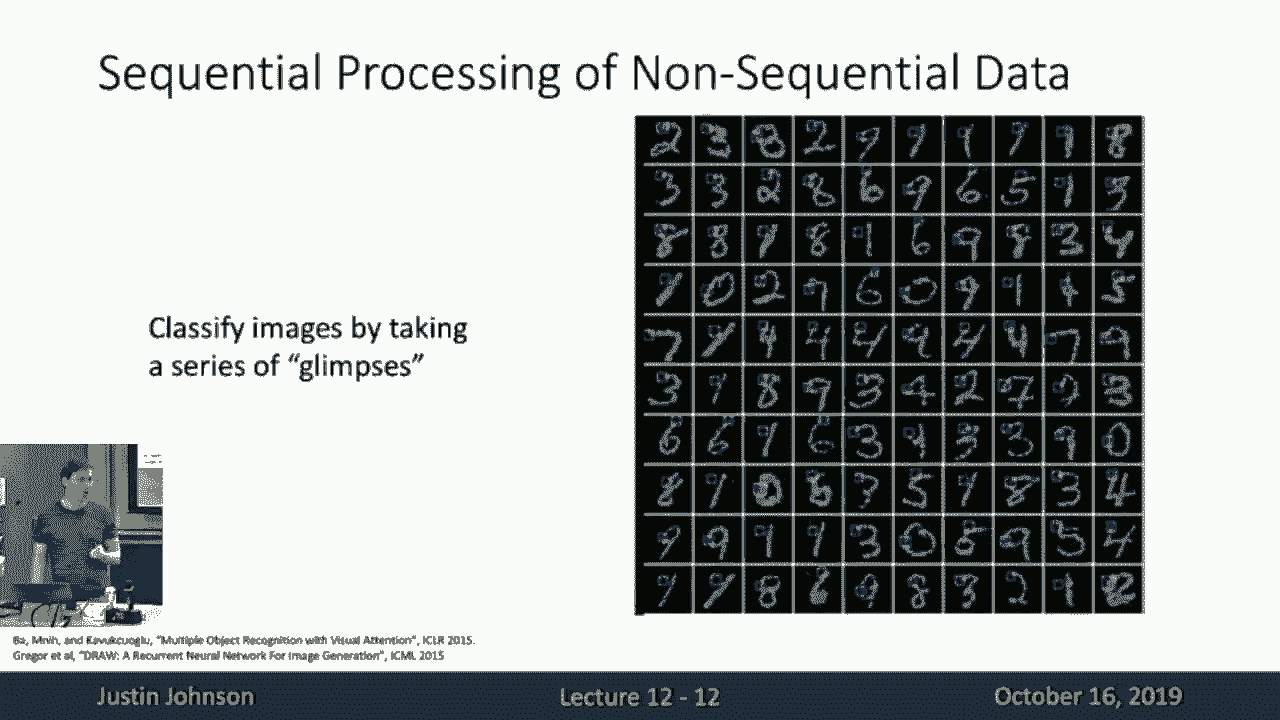 Sequential Processing of Non-Sequential Data
Classify images by taking
a series of “glimpses”
Ba, Mnih, and Kavukcuoglu, “Multiple Object Recognition with Visual Attention”, ICLR 2015.
Gregor et al, “DRAW: A Recurrent Neural Network For Image Generation”, ICML 2015
Justin Johnson
Lecture 12 - 12
October 16, 2019